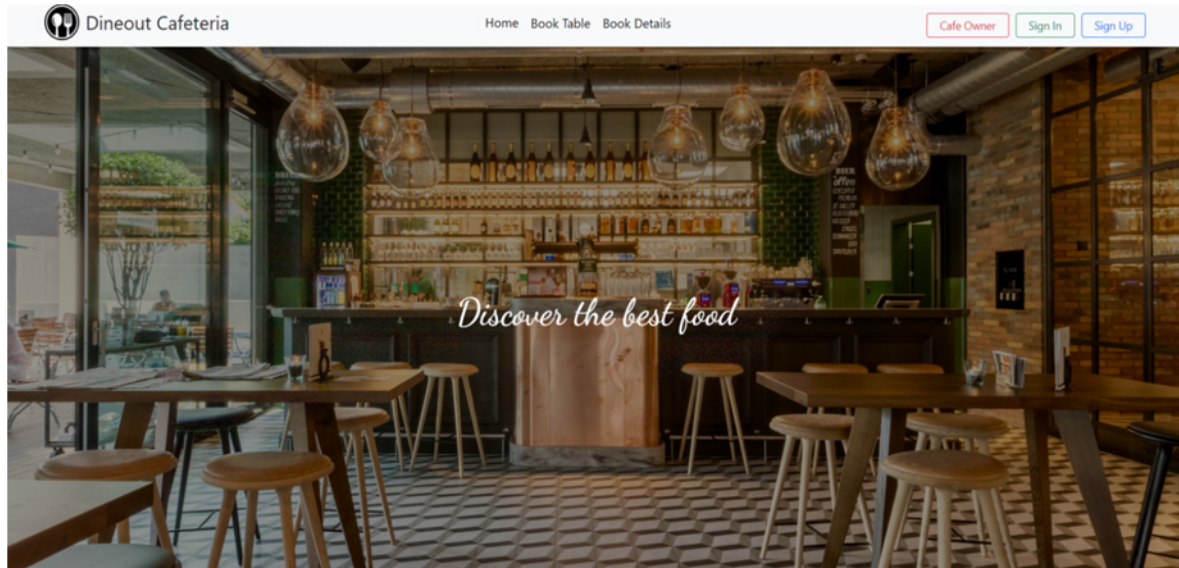 Dineout Cafeteria
Home Book Table Book Details
Cafe Owner Sign In Sign Up
Discover the best food